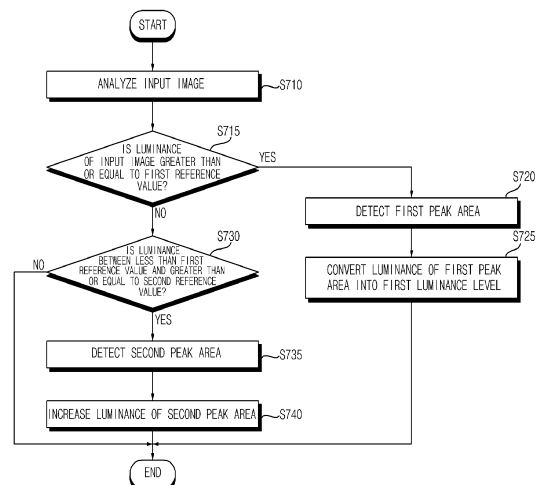 START
ANALYZE INPUT IMAGE
S710
S715
IS LUMINANCE
OF INPUT IMAGE GREATER THAN
OR EQUAL TO FIRST REFERENCE
VALUE?
YES
NO
S720
DETECT FIRST PEAK AREA
S725
CONVERT LUMINANCE OF FIRST PEAK
AREA INTO FIRST LUMINANCE LEVEL
S730
IS LUMINANCE
BETWEEN LESS THAN FIRST
REFERENCE VALUE AND GREATER THAN
OR EQUAL TO SECOND REFERENCE
VALUE?
NO
YES
DETECT SECOND PEAK AREA
S735
INCREASE LUMINANCE OF SECOND PEAK AREA
S740
END